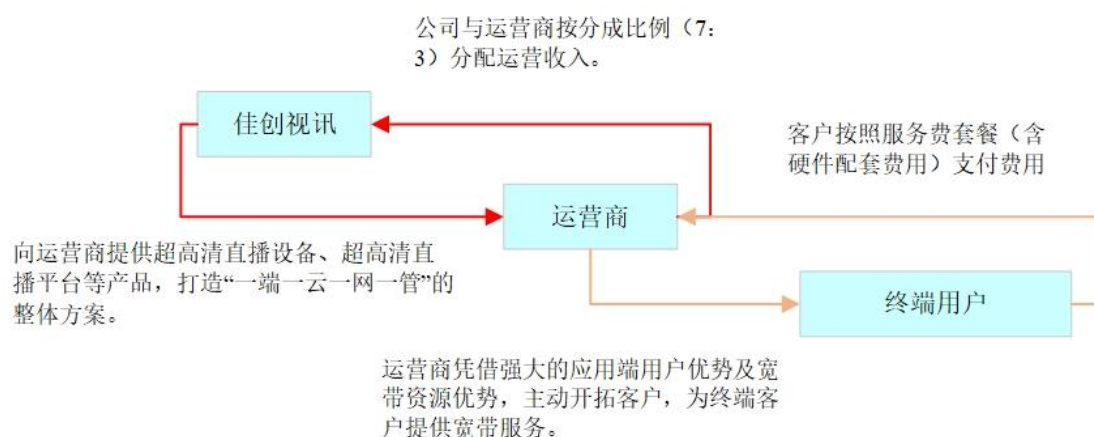 公司与运营商按分成比例（7:
3）分配运营收入。
佳创视讯
客户按照服务费套餐（含
硬件配套费用）支付费用
运营商
向运营商提供超高清直播设备、超高清直
播平台等产品，打造“一端一云一网一管”的
整体方案。
终端用户
运营商凭借强大的应用端用户优势及宽
带资源优势，主动开拓客户，为终端客
户提供宽带服务。